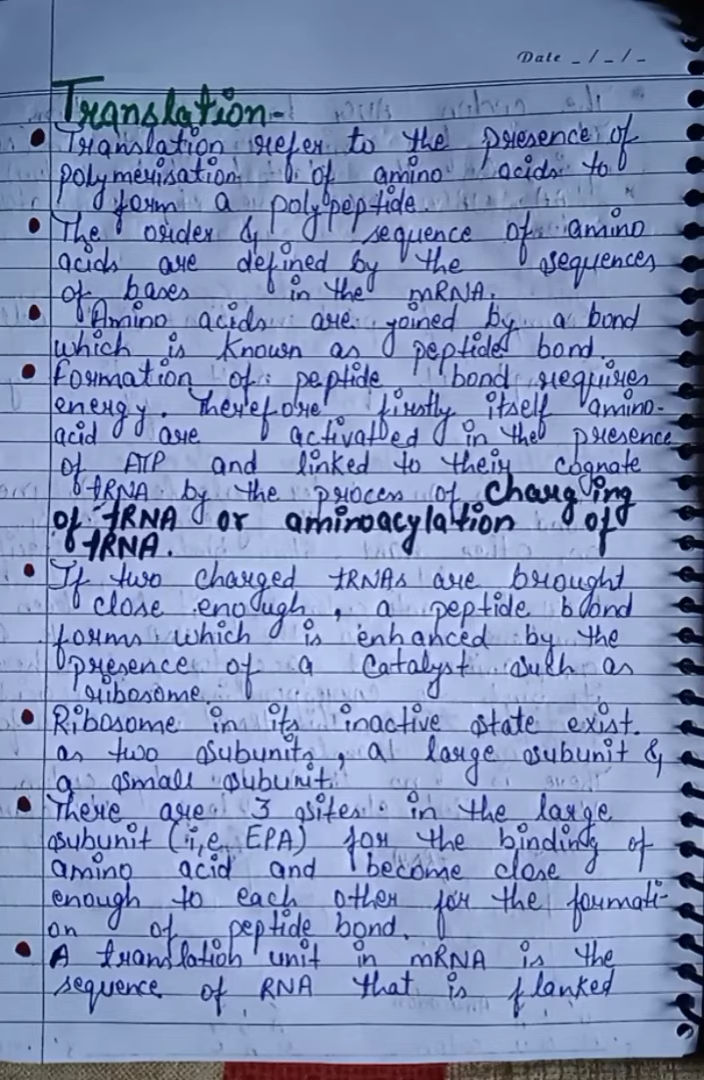 Date _/_/_
Translation-
Translation refer to the presence of
polymerisation of amino acids to
form a polypeptide.
The order & sequence of amino
acids are defined by the sequences
of bases in the mRNA.
Amino acids are joined by a bond
which is known as peptide bond.
formation of peptide bond requires
energy. Therefore firstly itself amino-
acid are activated in the presence
of ATP and linked to their cognate
tRNA by the process of Charging
of tRNA or aminoacylation of
tRNA.
If two charged tRNAs are brought
close enough, a peptide bond
forms which is enhanced by the
presence of a Catalyst such as
ribosome.
Ribosome in its inactive state exist.
as two subunits, a large subunit &
a small subunit.
There are 3 sites in the large
subunit (i,e EPA) for the binding of
amino acid and become close
enough to each other for the formati-
on of peptide bond.
A translation unit in mRNA is the
sequence of RNA that is flanked